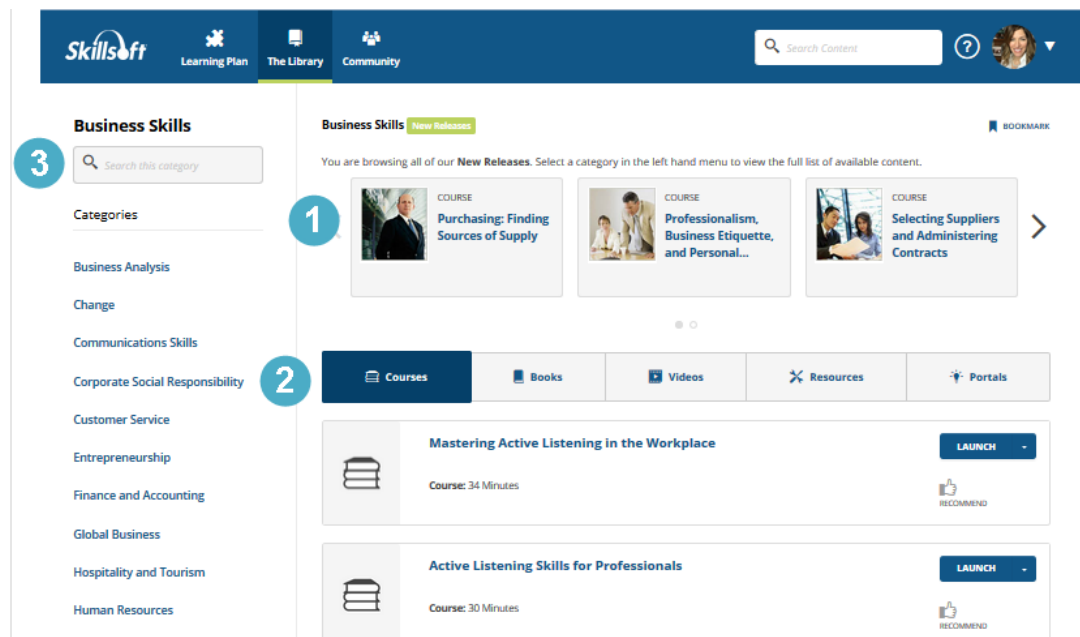 Skillsoft
Learning Plan
The Library
Community
Search Content
?
Business Skills
3
Search this category
Categories
Business Analysis
Change
Communications Skills
Corporate Social Responsibility
Customer Service
Entrepreneurship
Finance and Accounting
Global Business
Hospitality and Tourism
Human Resources
Business Skills New Releases
BOOKMARK
You are browsing all of our New Releases. Select a category in the left hand menu to view the full list of available content.
1
COURSE
Purchasing: Finding
Sources of Supply
COURSE
Professionalism,
Business Etiquette,
and Personal...
COURSE
Selecting Suppliers
and Administering
Contracts
2
Courses
Books
Videos
Resources
Portals
Mastering Active Listening in the Workplace
Course: 34 Minutes
LAUNCH
RECOMMEND
Active Listening Skills for Professionals
Course: 30 Minutes
LAUNCH
RECOMMEND